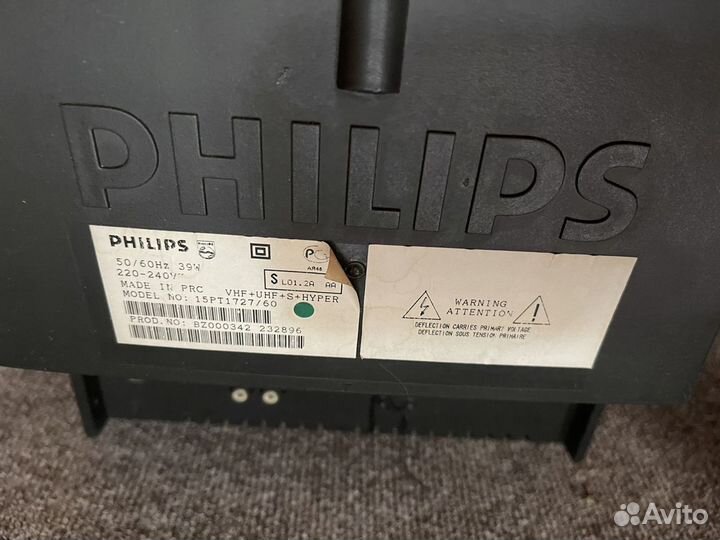 PHILIPS
PHILIPS
50/60Hz 39W
220-240V~
MADE IN PRC
VHF+UHF+S+HYPER
MODEL NO: 15PT1727/60
PROD.NO: BZ000342 232896
AR46
S L01.2A AA
WARNING
ATTENTION
DEFLECTION CARRIES PRIMARY VOLTAGE
DEFLECTION SOUS TENSION PRIMAIRE
Avito